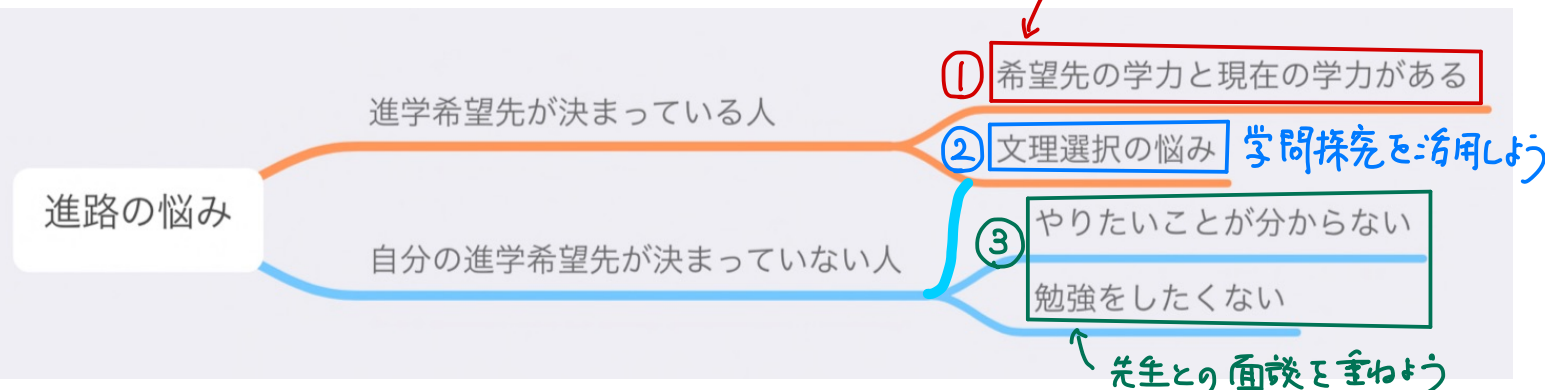 進路の悩み
進学希望先が決まっている人
① 希望先の学力と現在の学力がある
② 文理選択の悩み 学問探究を活用しよう
自分の進学希望先が決まっていない人
③ やりたいことが分からない
勉強をしたくない
先生との面談を重ねよう